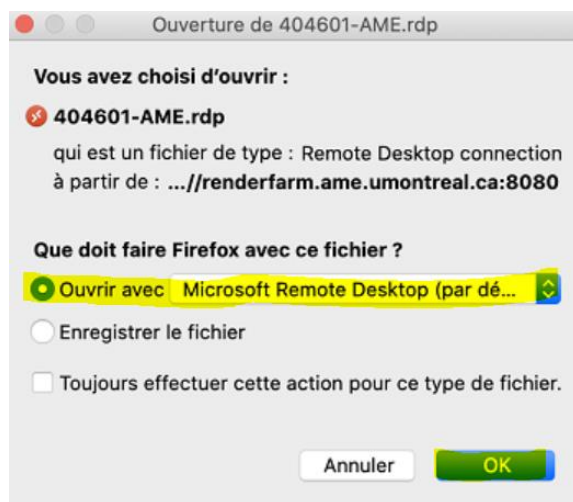 Ouverture de 404601-AME.rdp
Vous avez choisi d'ouvrir :
404601-AME.rdp
qui est un fichier de type : Remote Desktop connection
à partir de : ...//renderfarm.ame.umontreal.ca:8080
Que doit faire Firefox avec ce fichier ?
Ouvrir avec Microsoft Remote Desktop (par dé...
Enregistrer le fichier
Toujours effectuer cette action pour ce type de fichier.
Annuler OK